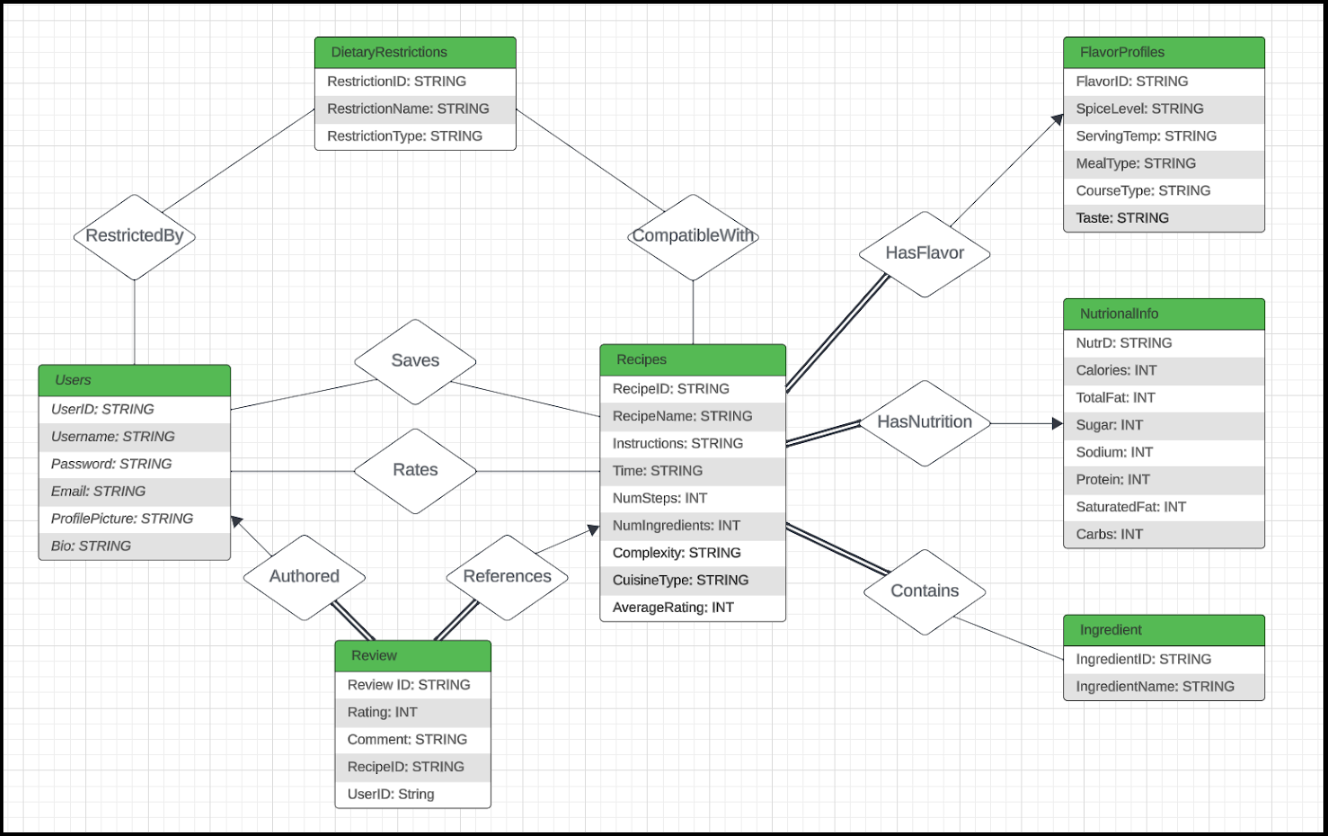 DietaryRestrictions
RestrictionID: STRING
RestrictionName: STRING
RestrictionType: STRING
FlavorProfiles
FlavorID: STRING
SpiceLevel: STRING
ServingTemp: STRING
MealType: STRING
CourseType: STRING
Taste: STRING
RestrictedBy
CompatibleWith
HasFlavor
NutrionalInfo
NutrD: STRING
Calories: INT
TotalFat: INT
Sugar: INT
Sodium: INT
Protein: INT
SaturatedFat: INT
Carbs: INT
Saves
Users
UserID: STRING
Username: STRING
Password: STRING
Email: STRING
ProfilePicture: STRING
Bio: STRING
Recipes
RecipeID: STRING
RecipeName: STRING
Instructions: STRING
Time: STRING
NumSteps: INT
NumIngredients: INT
Complexity: STRING
CuisineType: STRING
AverageRating: INT
HasNutrition
Rates
Authored
References
Contains
Review
Review ID: STRING
Rating: INT
Comment: STRING
RecipeID: STRING
UserID: String
Ingredient
IngredientID: STRING
IngredientName: STRING